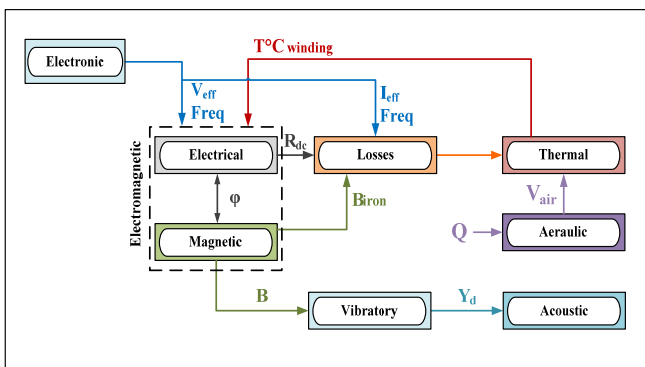 T°C winding
Electronic
Veff
Freq
Ieff
Freq
Electromagnetic
Electrical
Rdc
Losses
Thermal
φ
Biron
Vair
Magnetic
Q
Aeraulic
B
Vibratory
Yd
Acoustic